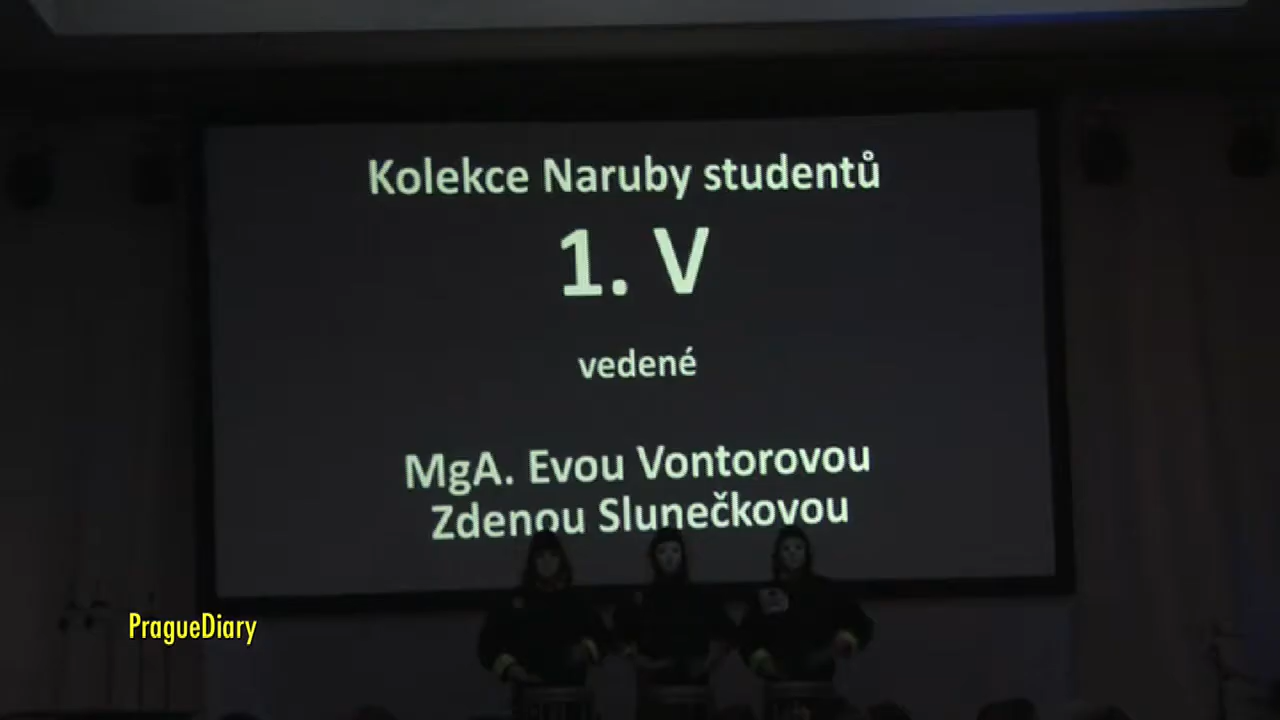 Kolekce Naruby studentů
1. V
vedené
MgA. Evou Vontorovou
Zdenou Slunečkovou
PragueDiary